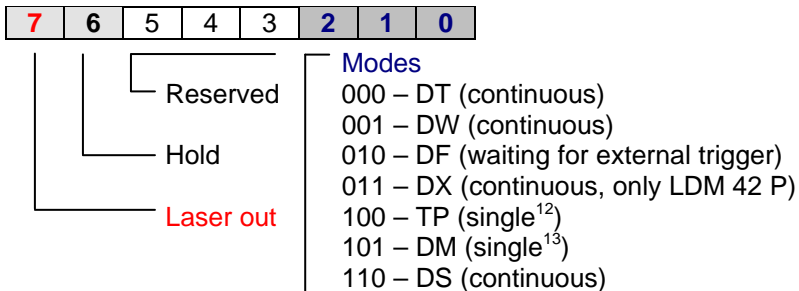 7 6 5 4 3 2 1 0
Modes
Reserved 000 – DT (continuous)
001 – DW (continuous)
Hold 010 – DF (waiting for external trigger)
011 – DX (continuous, only LDM 42 P)
Laser out 100 – TP (single12)
101 – DM (single13)
110 – DS (continuous)